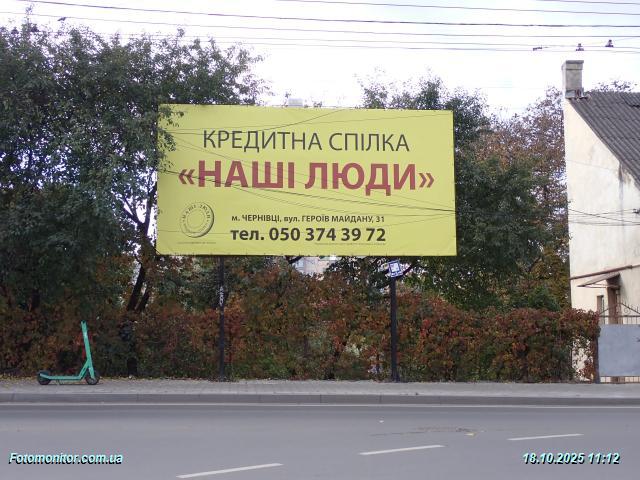 КРЕДИТНА СПІЛКА
«НАШІ ЛЮДИ»
м. ЧЕРНІВЦІ, вул. ГЕРОЇВ МАЙДАНУ, 31
тел. 050 374 39 72
Fotomonitor.com.ua
18.10.2025 11:12